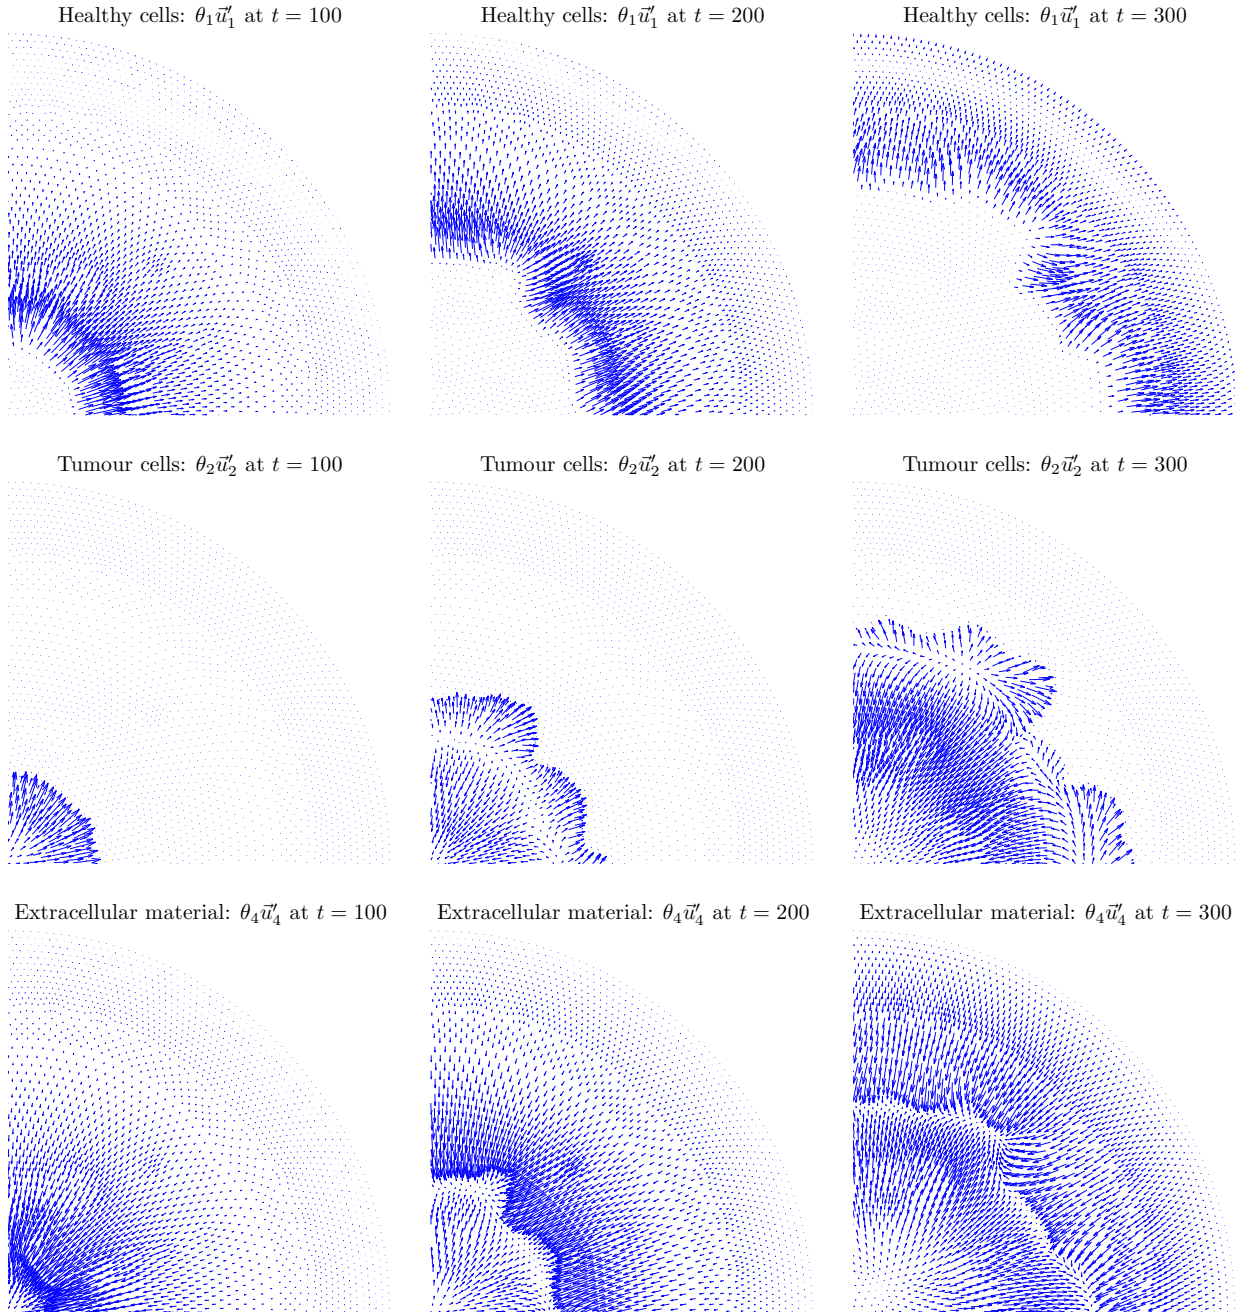 Healthy cells: θ₁u⃗′₁ at t = 100
Healthy cells: θ₁u⃗′₁ at t = 200
Healthy cells: θ₁u⃗′₁ at t = 300
Tumour cells: θ₂u⃗′₂ at t = 100
Tumour cells: θ₂u⃗′₂ at t = 200
Tumour cells: θ₂u⃗′₂ at t = 300
Extracellular material: θ₄u⃗′₄ at t = 100
Extracellular material: θ₄u⃗′₄ at t = 200
Extracellular material: θ₄u⃗′₄ at t = 300